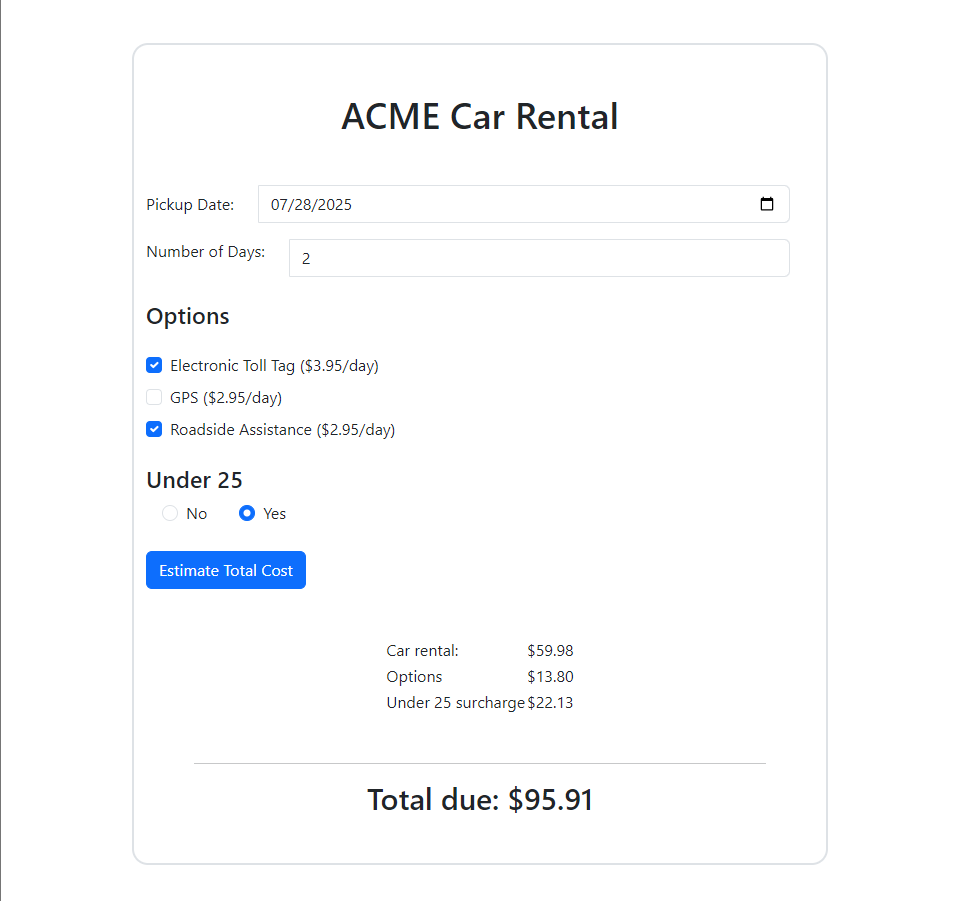 ACME Car Rental
Pickup Date: 07/28/2025
Number of Days: 2
Options
Electronic Toll Tag ($3.95/day)
GPS ($2.95/day)
Roadside Assistance ($2.95/day)
Under 25
No Yes
Estimate Total Cost
Car rental: $59.98
Options $13.80
Under 25 surcharge $22.13
Total due: $95.91